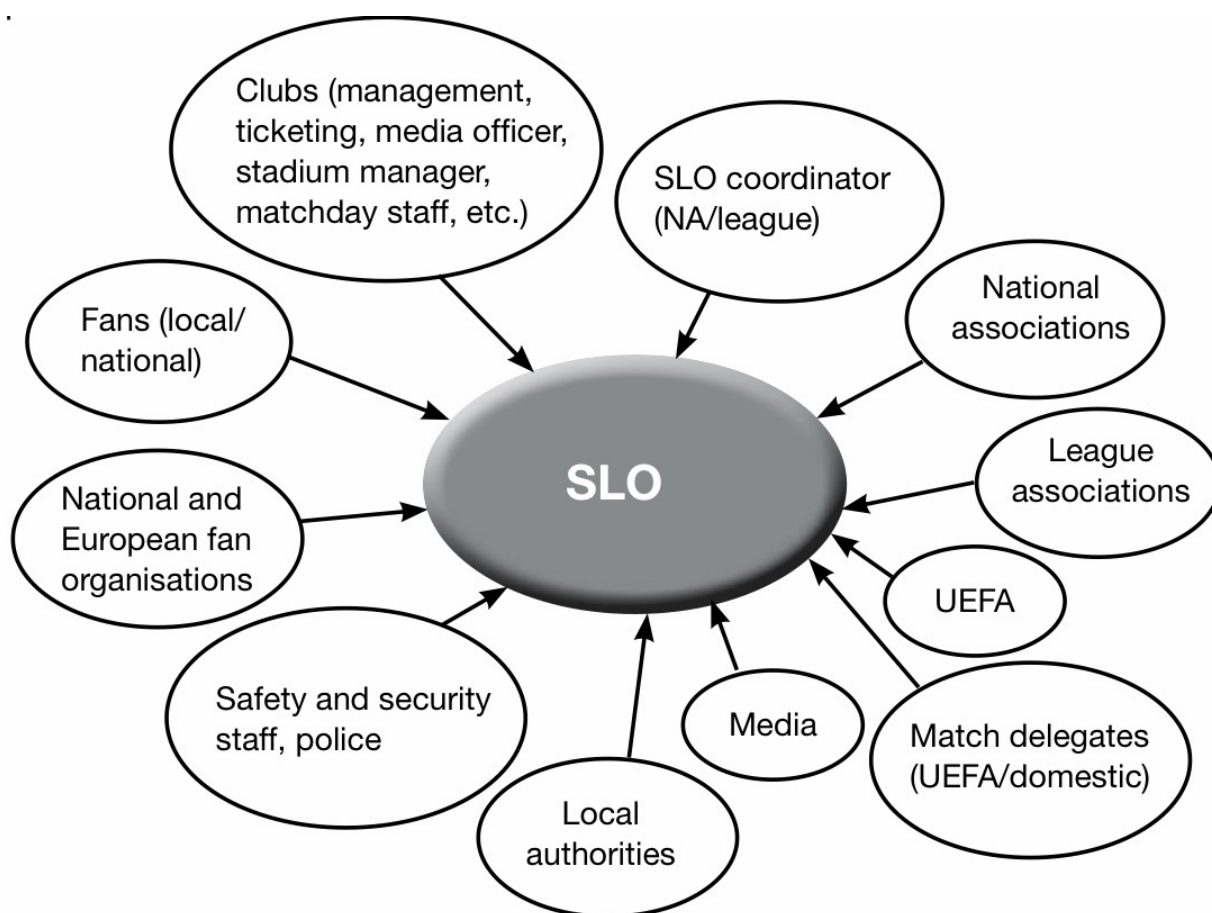 Clubs (management,
ticketing, media officer,
stadium manager,
matchday staff, etc.)
SLO coordinator
(NA/league)
National
associations
Fans (local/
national)
League
associations
SLO
National and
European fan
organisations
UEFA
Safety and security
staff, police
Media
Match delegates
(UEFA/domestic)
Local
authorities